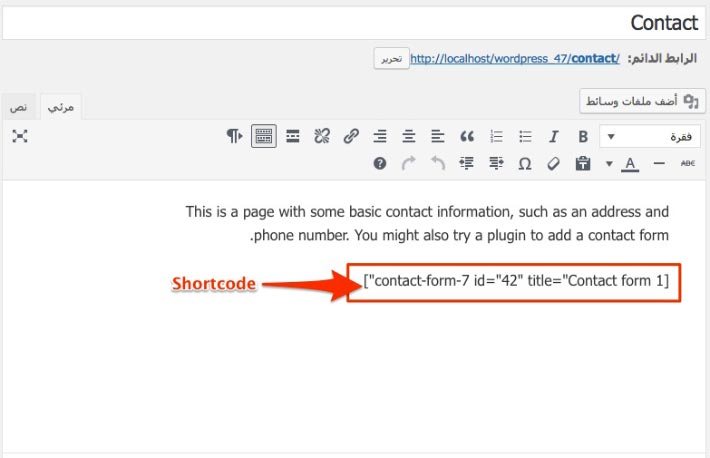 Contact
الرابط الدائم: http://localhost/wordpress_47/contact/ تحرير
أضف ملفات وسائط
مرئي نص
فقرة B I
ABC A Ω
This is a page with some basic contact information, such as an address and
phone number. You might also try a plugin to add a contact form.
Shortcode [contact-form-7 id="42" title="Contact form 1"]